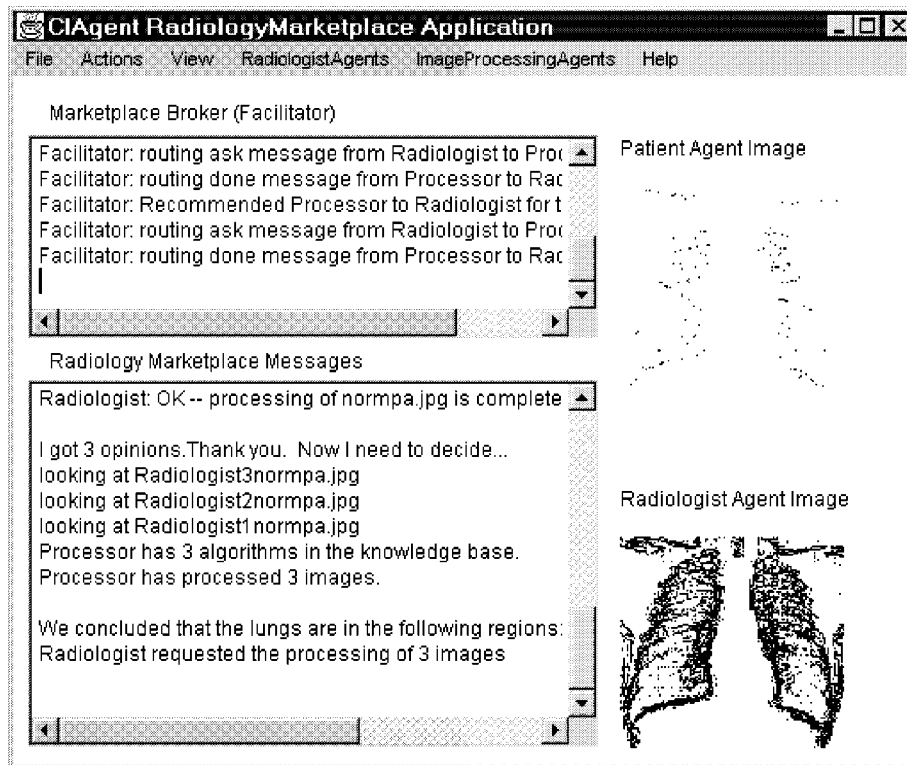 CIAgent RadiologyMarketplace Application
File Actions View RadiologistAgents ImageProcessingAgents Help
Marketplace Broker (Facilitator)
Facilitator: routing ask message from Radiologist to Proc
Facilitator: routing done message from Processor to Rac
Facilitator: Recommended Processor to Radiologist for t
Facilitator: routing ask message from Radiologist to Proc
Facilitator: routing done message from Processor to Rac
Patient Agent Image
Radiology Marketplace Messages
Radiologist: OK -- processing of normpa.jpg is complete
I got 3 opinions.Thank you. Now I need to decide...
looking at Radiologist3normpa.jpg
looking at Radiologist2normpa.jpg
looking at Radiologist1normpa.jpg
Processor has 3 algorithms in the knowledge base.
Processor has processed 3 images.
We concluded that the lungs are in the following regions:
Radiologist requested the processing of 3 images
Radiologist Agent Image